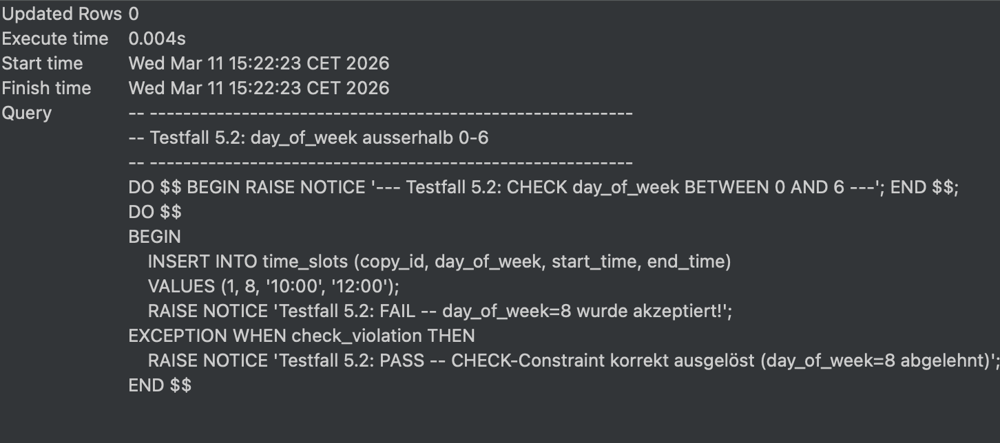 Updated Rows 0
Execute time 0.004s
Start time Wed Mar 11 15:22:23 CET 2026
Finish time Wed Mar 11 15:22:23 CET 2026
Query -- ----------------------------------------------------------
-- Testfall 5.2: day_of_week ausserhalb 0-6
-- ----------------------------------------------------------
DO $$ BEGIN RAISE NOTICE '--- Testfall 5.2: CHECK day_of_week BETWEEN 0 AND 6 ---'; END $$;
DO $$
BEGIN
    INSERT INTO time_slots (copy_id, day_of_week, start_time, end_time)
    VALUES (1, 8, '10:00', '12:00');
    RAISE NOTICE 'Testfall 5.2: FAIL -- day_of_week=8 wurde akzeptiert!';
EXCEPTION WHEN check_violation THEN
    RAISE NOTICE 'Testfall 5.2: PASS -- CHECK-Constraint korrekt ausgelöst (day_of_week=8 abgelehnt)';
END $$